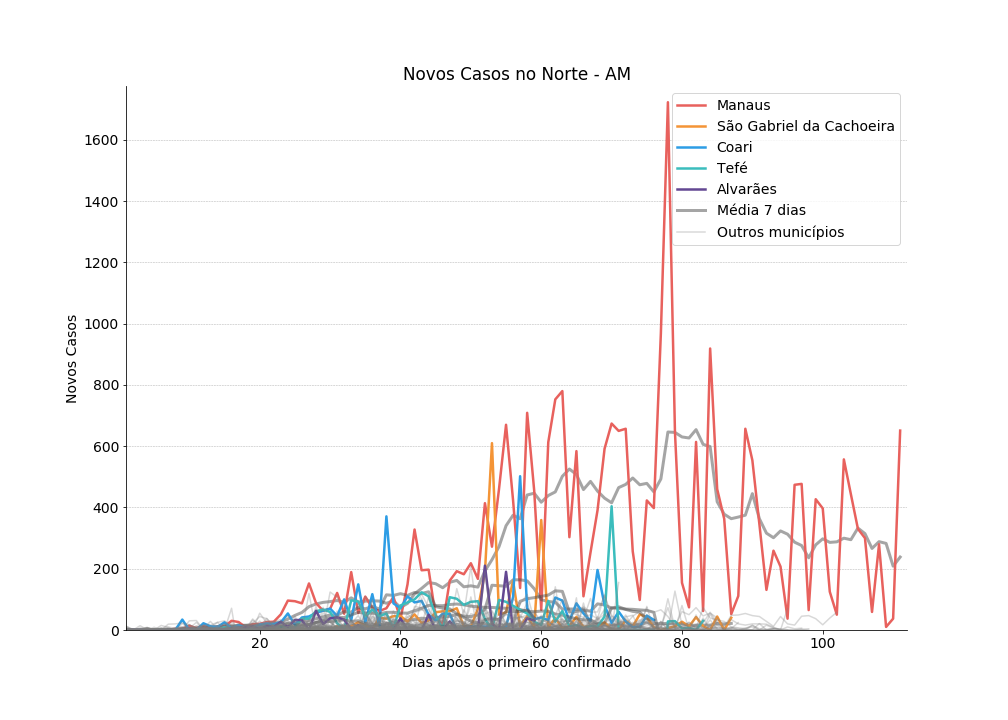 Novos Casos no Norte - AM
Manaus
São Gabriel da Cachoeira
Coari
Tefé
Alvarães
Média 7 dias
Outros municípios
Novos Casos
1600
1400
1200
1000
800
600
400
200
0
20 40 60 80 100
Dias após o primeiro confirmado